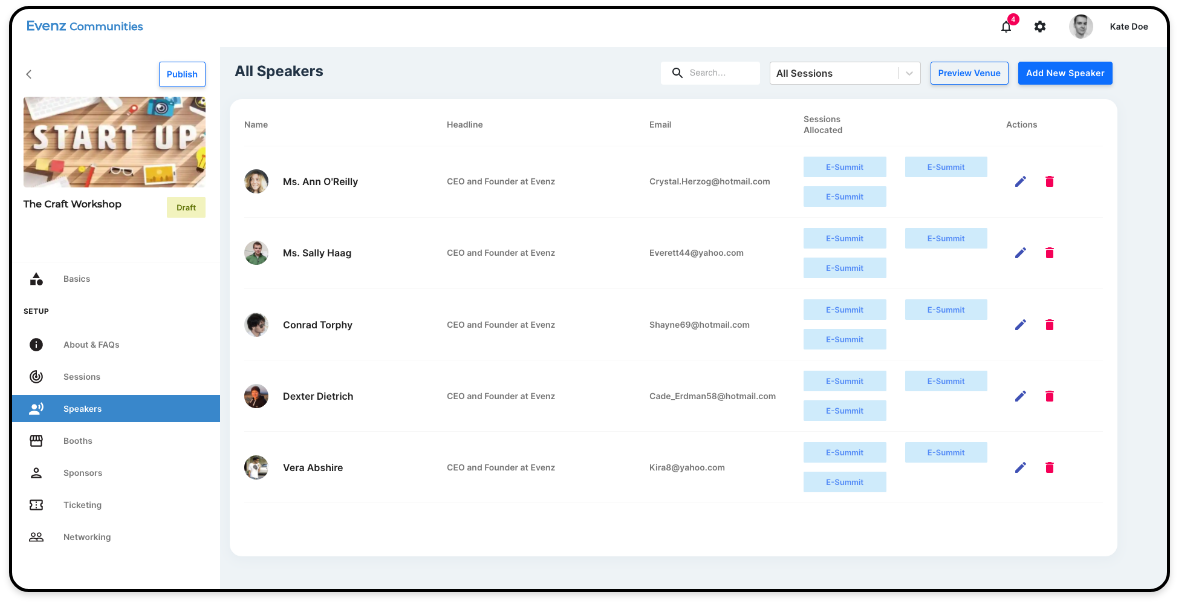 Evenz Communities
4
Kate Doe
Publish
START UP
The Craft Workshop
Draft
Basics
SETUP
About & FAQs
Sessions
Speakers
Booths
Sponsors
Ticketing
Networking
All Speakers
Search...
All Sessions
Preview Venue
Add New Speaker
Name
Headline
Email
Sessions
Allocated
Actions
Ms. Ann O'Reilly
CEO and Founder at Evenz
Crystal.Herzog@hotmail.com
E-Summit
E-Summit
E-Summit
Ms. Sally Haag
CEO and Founder at Evenz
Everett44@yahoo.com
E-Summit
E-Summit
E-Summit
Conrad Torphy
CEO and Founder at Evenz
Shayne69@hotmail.com
E-Summit
E-Summit
E-Summit
Dexter Dietrich
CEO and Founder at Evenz
Cade_Erdman58@hotmail.com
E-Summit
E-Summit
E-Summit
Vera Abshire
CEO and Founder at Evenz
Kira8@yahoo.com
E-Summit
E-Summit
E-Summit